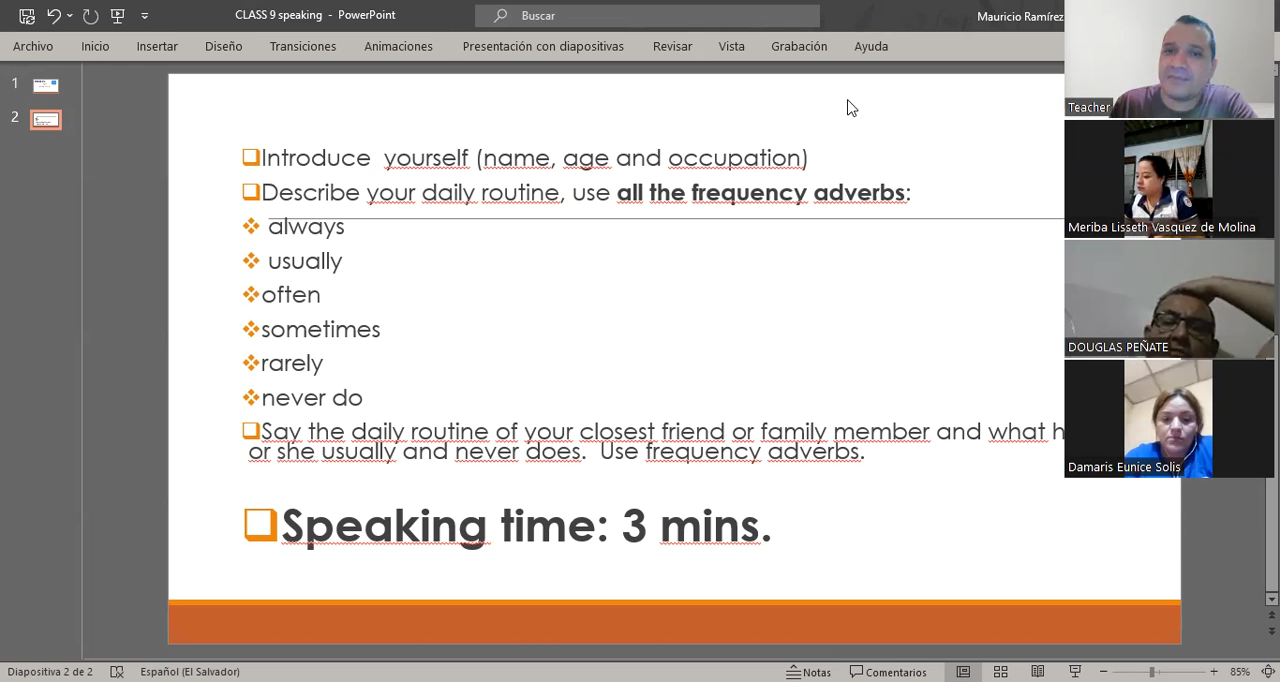 CLASS 9 speaking - PowerPoint
Buscar
Mauricio Ramírez
Archivo Inicio Insertar Diseño Transiciones Animaciones Presentación con diapositivas Revisar Vista Grabación Ayuda
1
2
Introduce yourself (name, age and occupation)
Describe your daily routine, use all the frequency adverbs:
always
usually
often
sometimes
rarely
never do
Say the daily routine of your closest friend or family member and what h
or she usually and never does. Use frequency adverbs.
Speaking time: 3 mins.
Teacher
Meriba Lisseth Vasquez de Molina
DOUGLAS PEÑATE
Damaris Eunice Solis
Diapositiva 2 de 2 Español (El Salvador) Notas Comentarios 85%